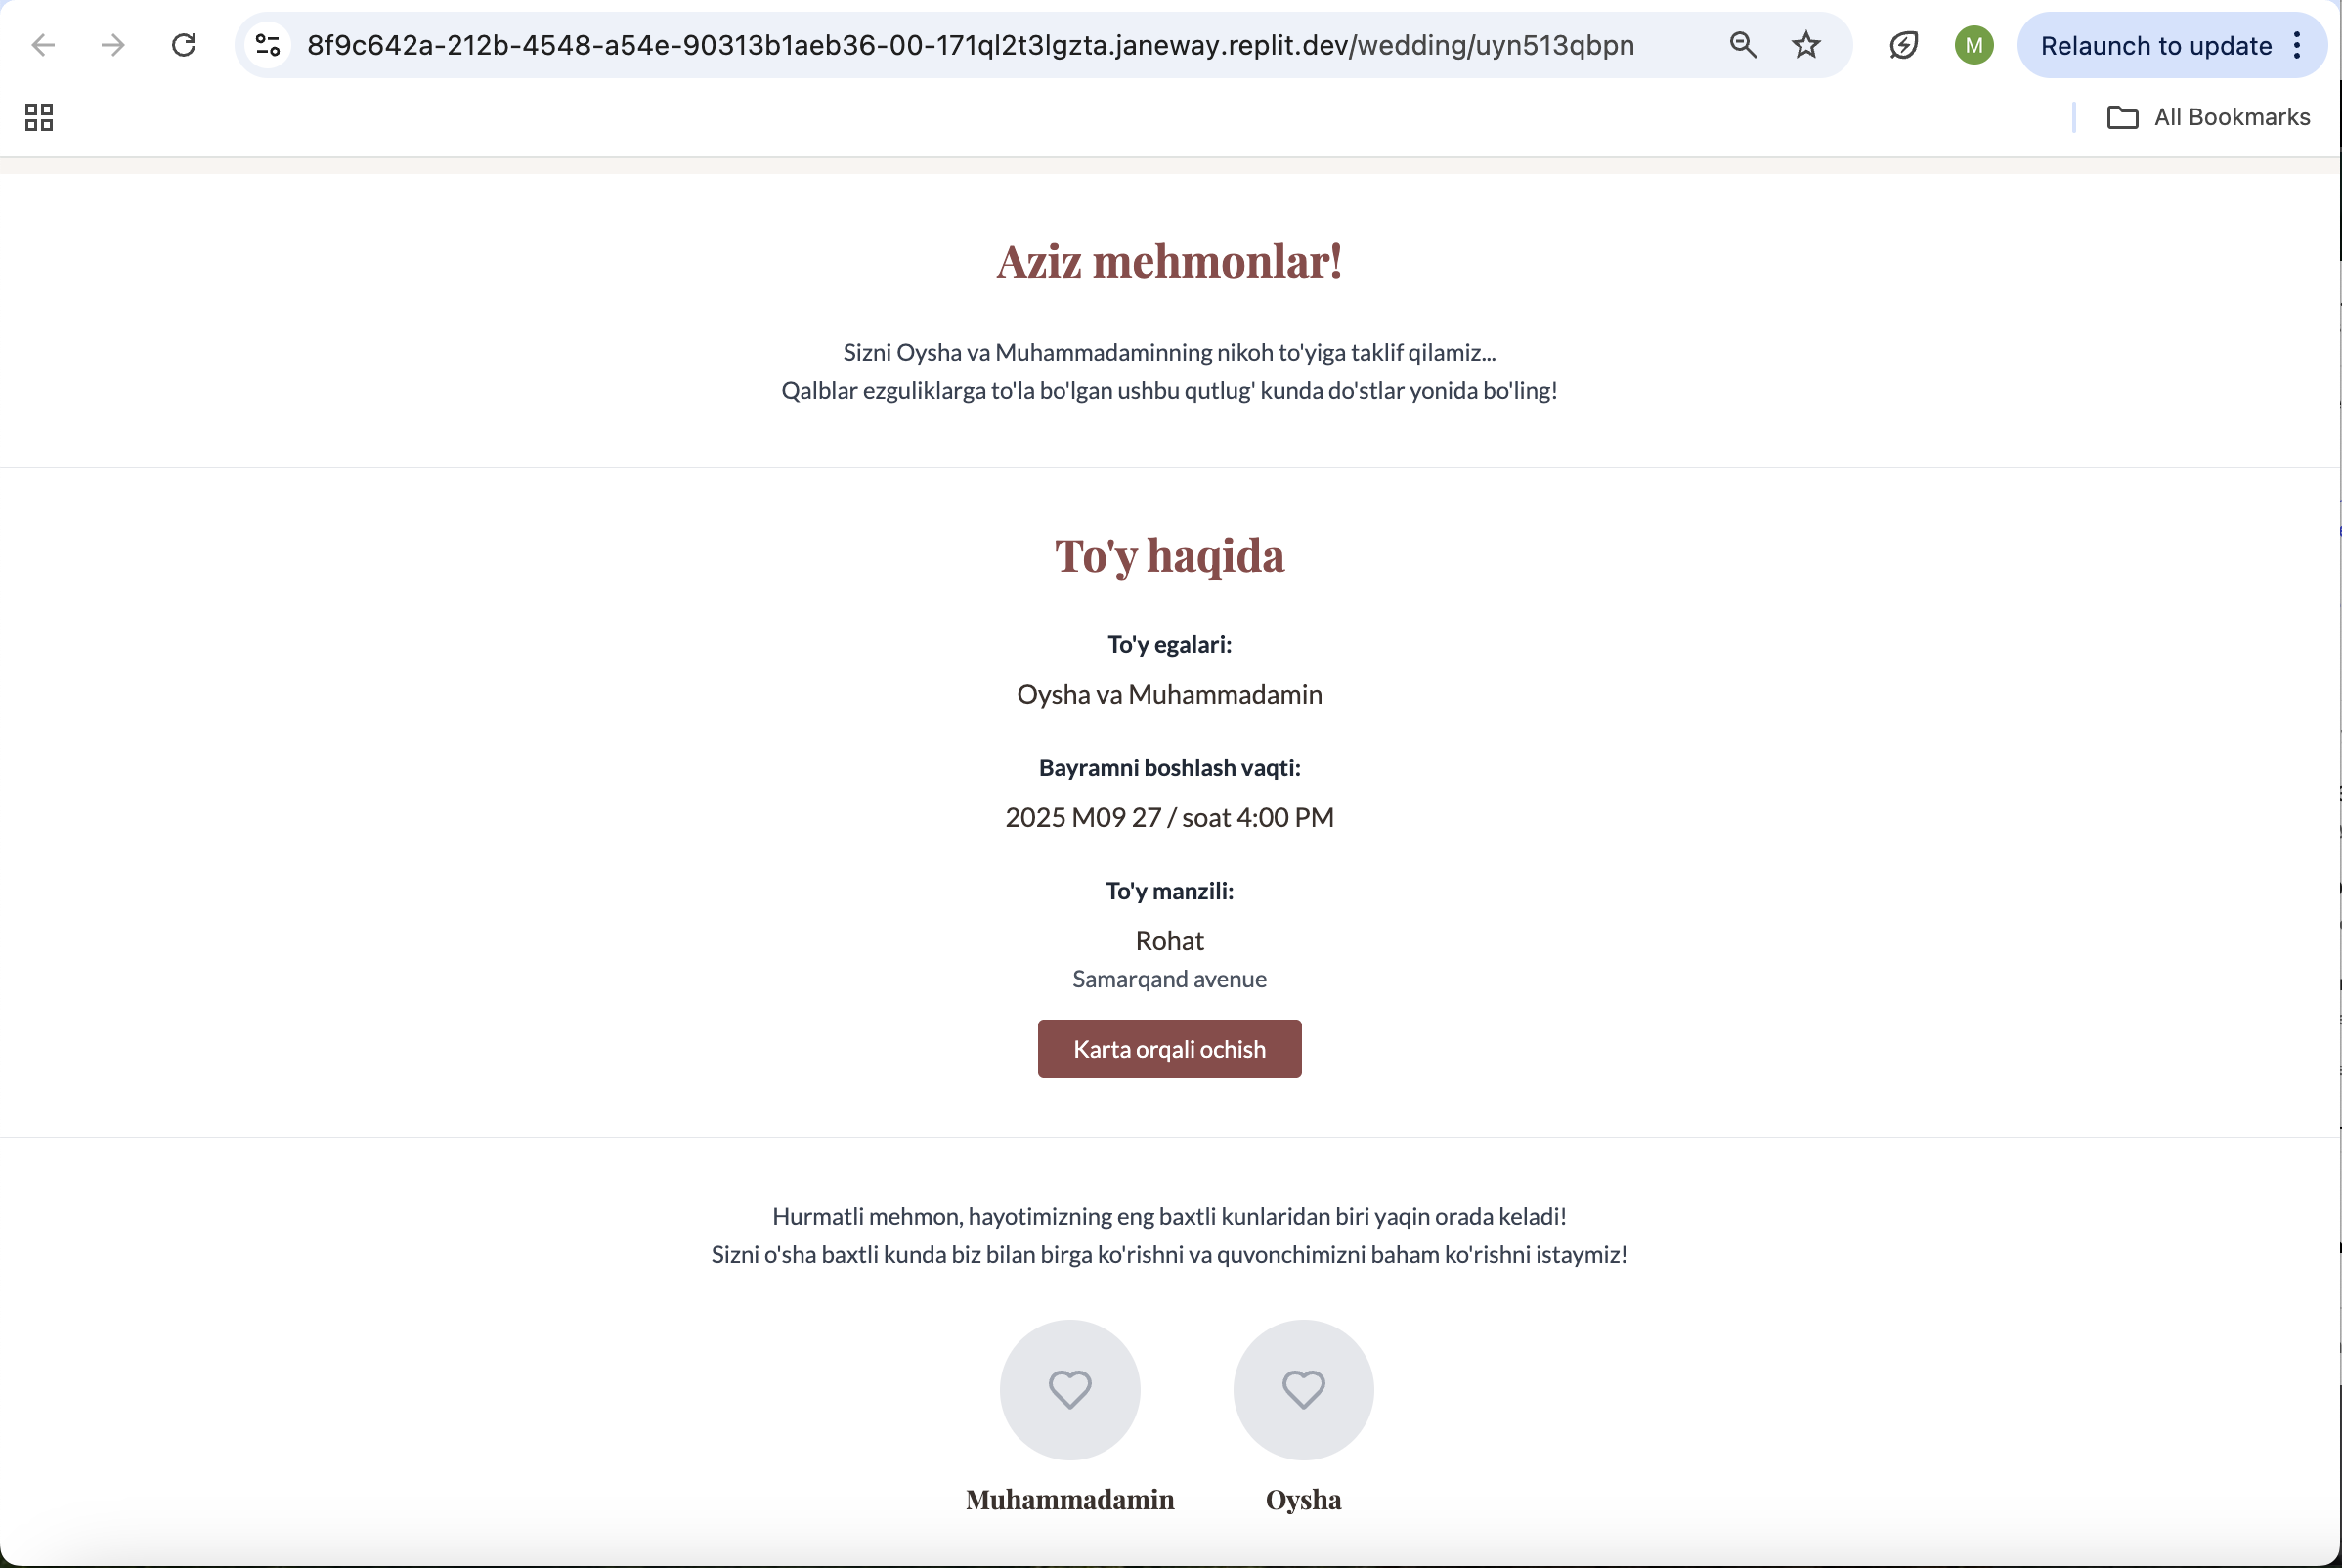 8f9c642a-212b-4548-a54e-90313b1aeb36-00-171ql2t3lgzta.janeway.replit.dev/wedding/uyn513qbpn
M
Relaunch to update
All Bookmarks
Aziz mehmonlar!
Sizni Oysha va Muhammadaminning nikoh to'yiga taklif qilamiz...
Qalblar ezguliklarga to'la bo'lgan ushbu qutlug' kunda do'stlar yonida bo'ling!
To'y haqida
To'y egalari:
Oysha va Muhammadamin
Bayramni boshlash vaqti:
2025 M09 27 / soat 4:00 PM
To'y manzili:
Rohat
Samarqand avenue
Karta orqali ochish
Hurmatli mehmon, hayotimizning eng baxtli kunlaridan biri yaqin orada keladi!
Sizni o'sha baxtli kunda biz bilan birga ko'rishni va quvonchimizni baham ko'rishni istaymiz!
Muhammadamin
Oysha